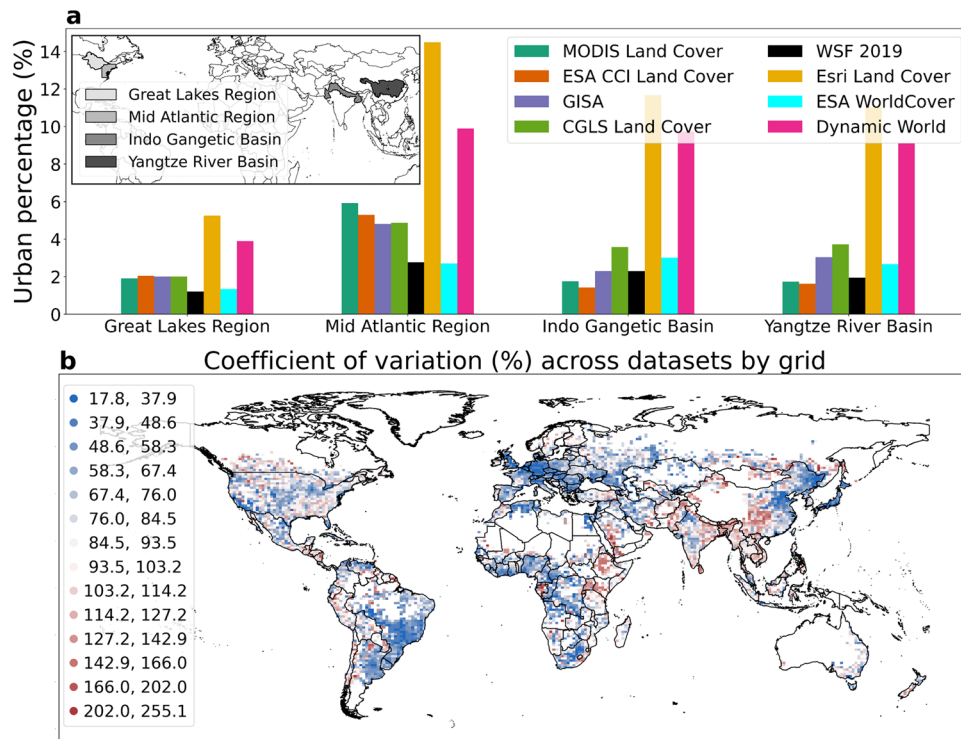 a
Urban percentage (%)
14
12
10
8
6
4
2
0
Great Lakes Region
Mid Atlantic Region
Indo Gangetic Basin
Yangtze River Basin
MODIS Land Cover
ESA CCI Land Cover
GISA
CGLS Land Cover
WSF 2019
Esri Land Cover
ESA WorldCover
Dynamic World
Great Lakes Region
Mid Atlantic Region
Indo Gangetic Basin
Yangtze River Basin
b
Coefficient of variation (%) across datasets by grid
17.8, 37.9
37.9, 48.6
48.6, 58.3
58.3, 67.4
67.4, 76.0
76.0, 84.5
84.5, 93.5
93.5, 103.2
103.2, 114.2
114.2, 127.2
127.2, 142.9
142.9, 166.0
166.0, 202.0
202.0, 255.1